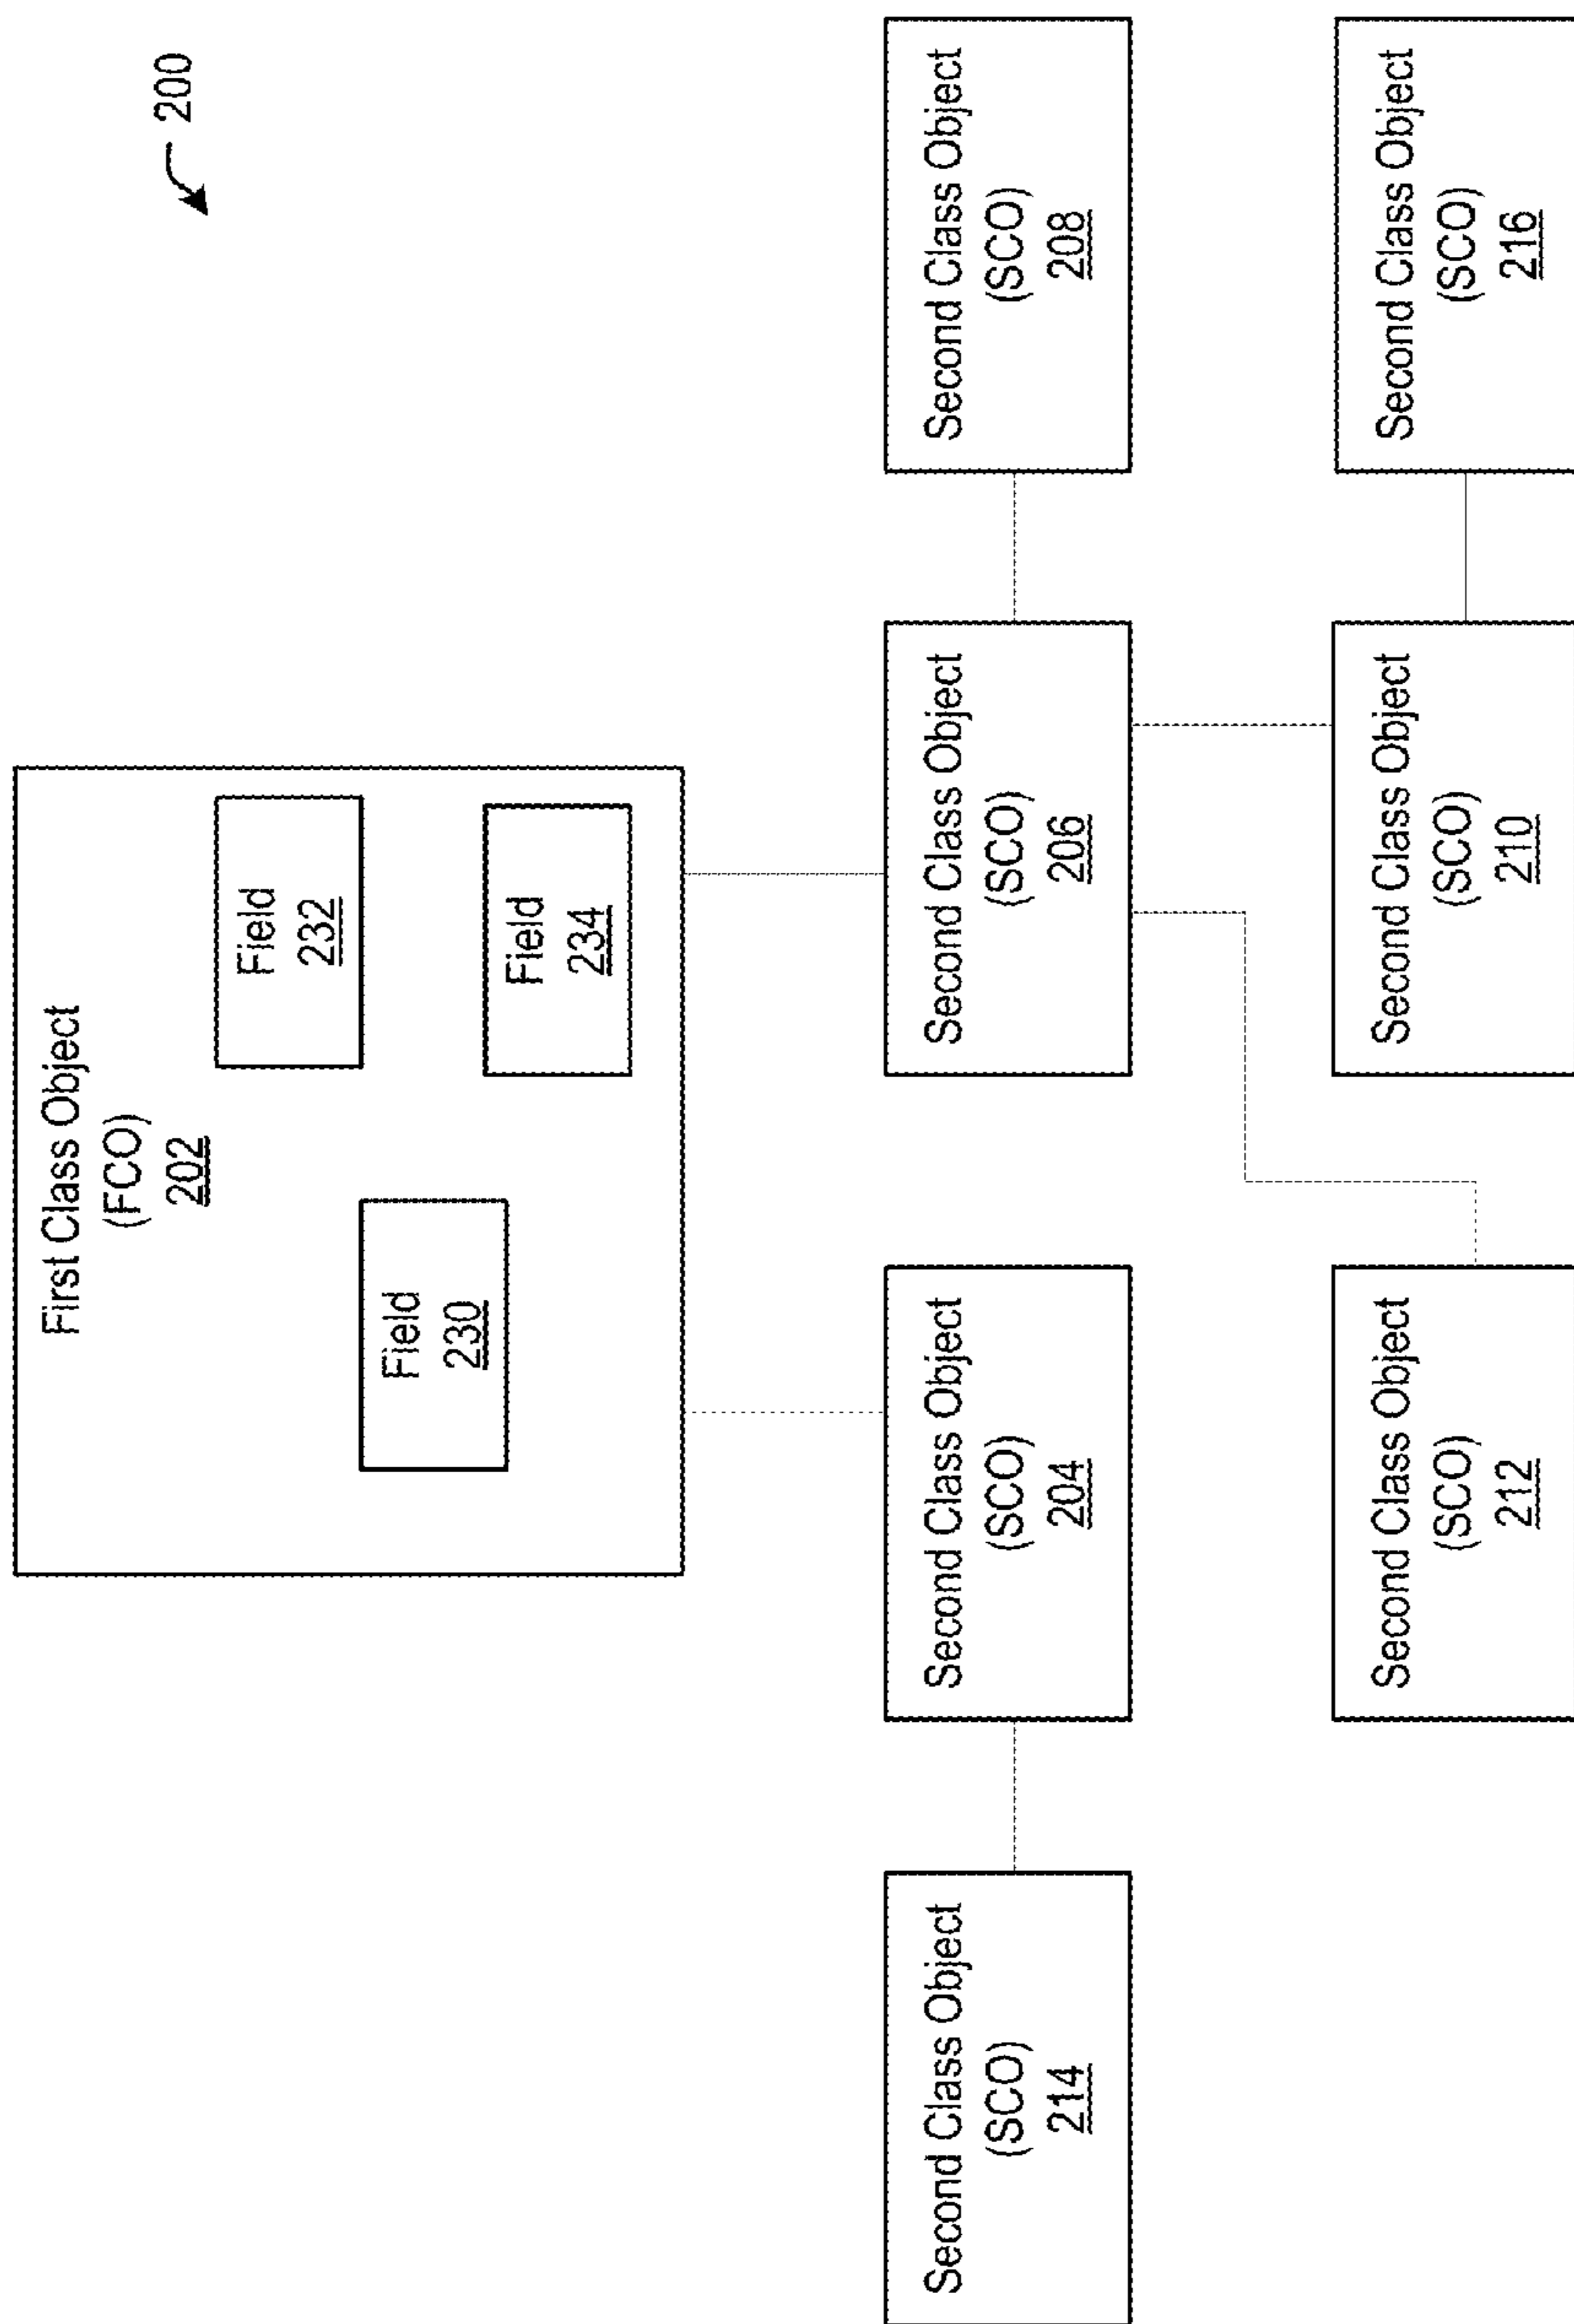 200
First Class Object
(FCO)
202
Field
230
Field
232
Field
234
Second Class Object
(SCO)
214
Second Class Object
(SCO)
204
Second Class Object
(SCO)
206
Second Class Object
(SCO)
208
Second Class Object
(SCO)
212
Second Class Object
(SCO)
210
Second Class Object
(SCO)
216